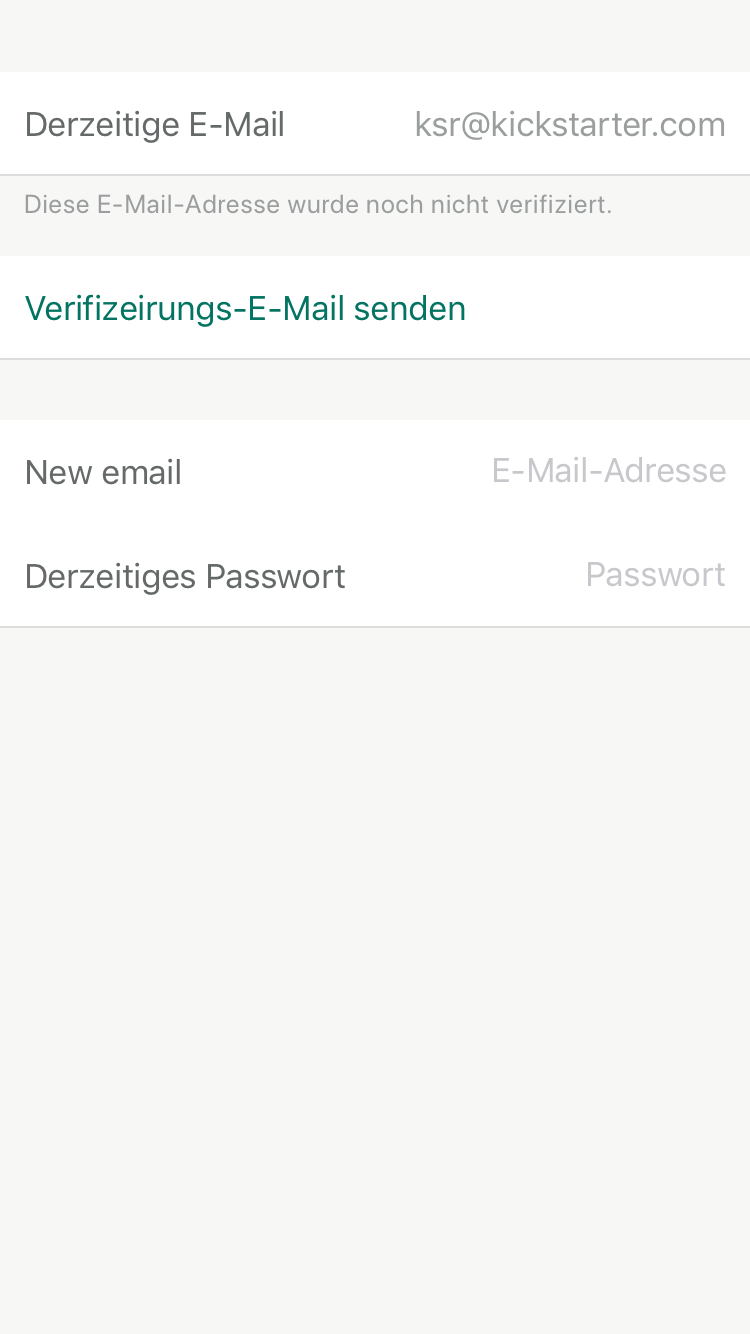 Derzeitige E-Mail ksr@kickstarter.com
Diese E-Mail-Adresse wurde noch nicht verifiziert.
Verifizeirungs-E-Mail senden
New email E-Mail-Adresse
Derzeitiges Passwort Passwort